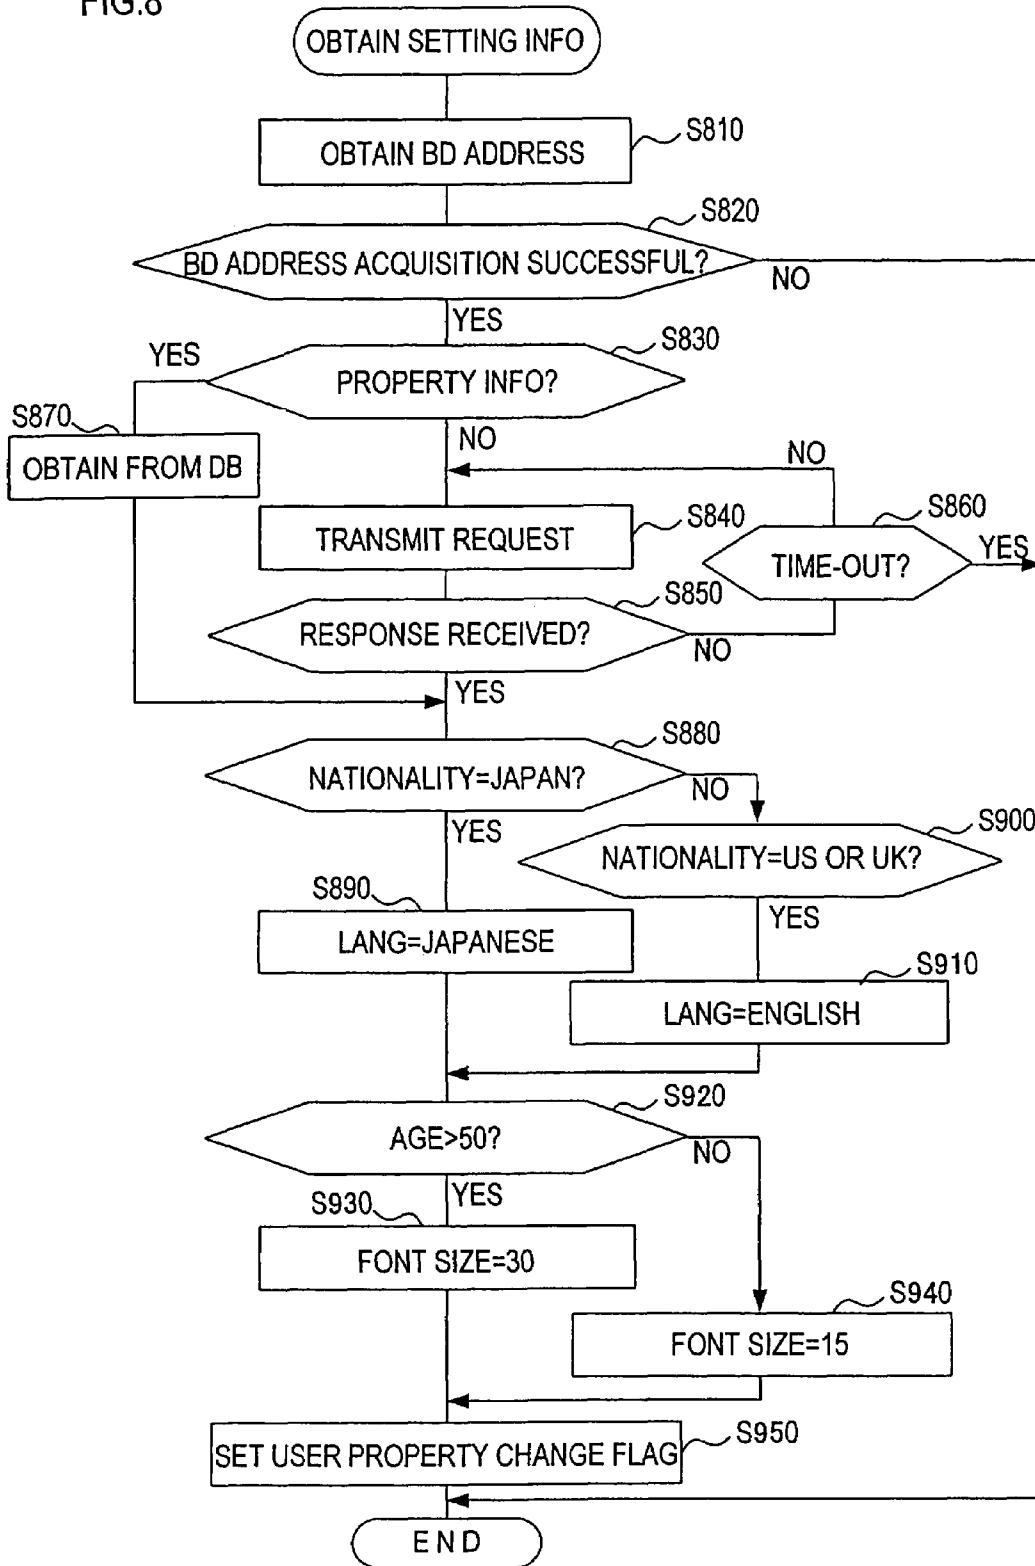 FIG.8
OBTAIN SETTING INFO
S810
OBTAIN BD ADDRESS
S820
BD ADDRESS ACQUISITION SUCCESSFUL?
NO
YES
S830
YES
PROPERTY INFO?
S870
NO
OBTAIN FROM DB
NO
S840
S860
TRANSMIT REQUEST
TIME-OUT?
YES
S850
RESPONSE RECEIVED?
NO
YES
S880
NATIONALITY=JAPAN?
NO
YES
S900
NATIONALITY=US OR UK?
S890
YES
LANG=JAPANESE
S910
LANG=ENGLISH
S920
AGE>50?
NO
YES
S930
FONT SIZE=30
S940
FONT SIZE=15
S950
SET USER PROPERTY CHANGE FLAG
END